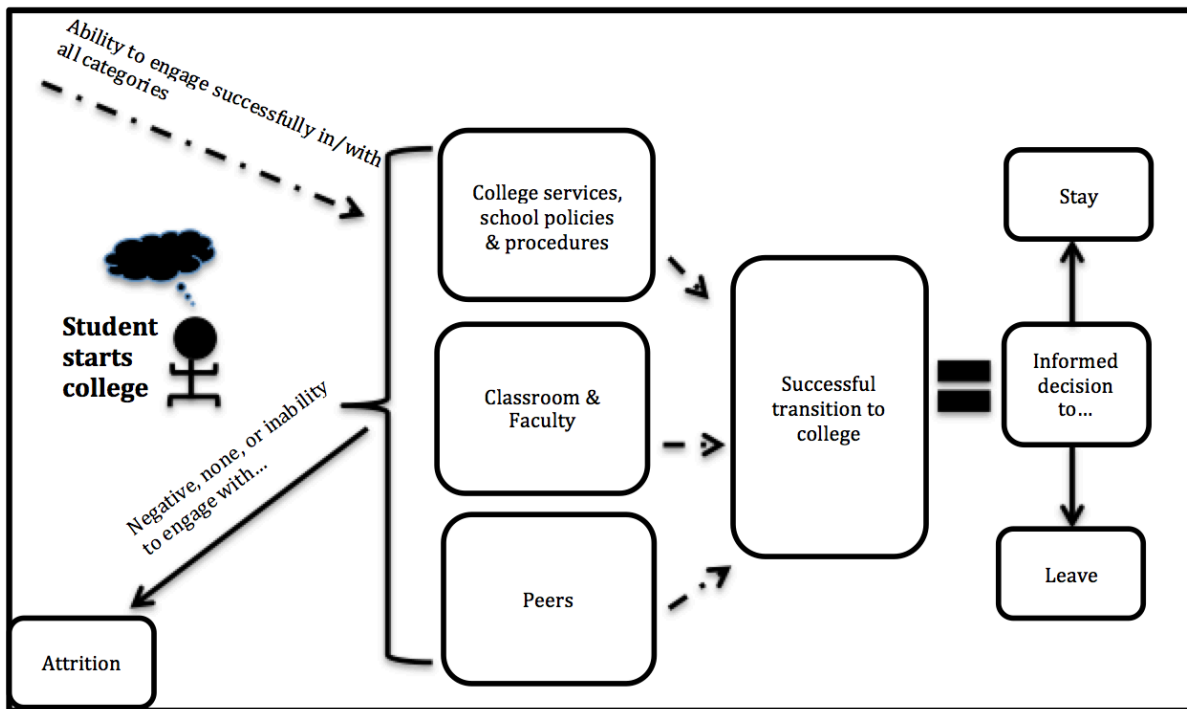 Ability to engage successfully in/with
all categories
Student
starts
college
Negative, none, or inability
to engage with...
Attrition
College services,
school policies
& procedures
Classroom &
Faculty
Peers
Successful
transition to
college
Informed
decision
to...
Stay
Leave